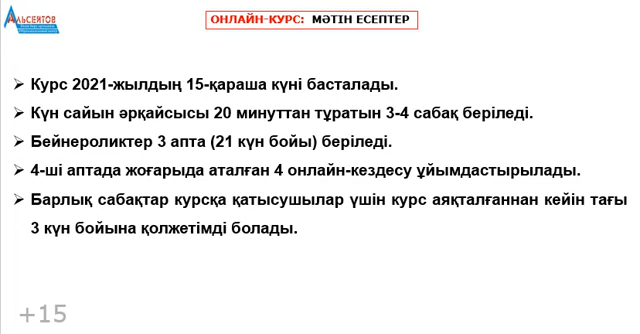 Альсейтов
ОНЛАЙН-КУРС: МӘТІН ЕСЕПТЕР
➢ Курс 2021-жылдың 15-қараша күні басталады.
➢ Күн сайын әрқайсысы 20 минуттан тұратын 3-4 сабақ беріледі.
➢ Бейнероликтер 3 апта (21 күн бойы) беріледі.
➢ 4-ші аптада жоғарыда аталған 4 онлайн-кездесу ұйымдастырылады.
➢ Барлық сабақтар курсқа қатысушылар үшін курс аяқталғаннан кейін тағы
3 күн бойына қолжетімді болады.
+15